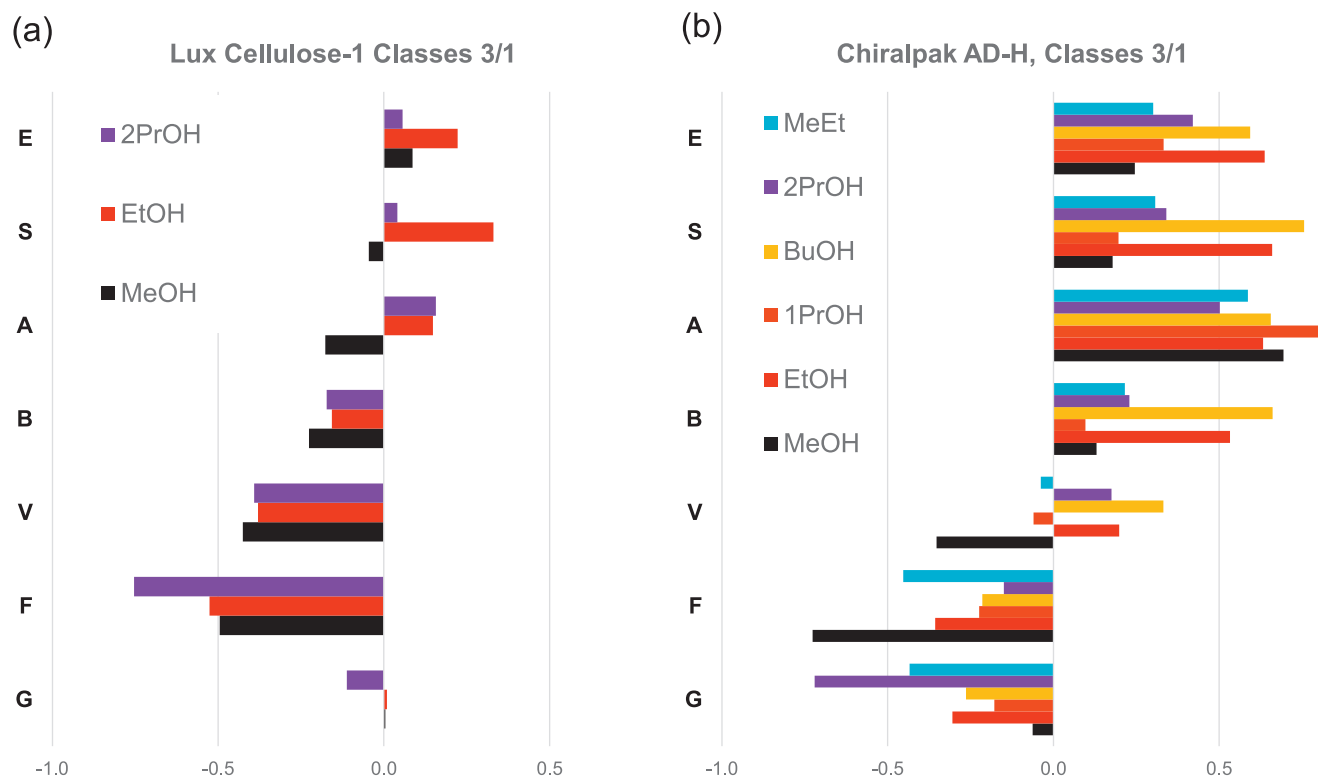 (a)
Lux Cellulose-1 Classes 3/1
2PrOH
EtOH
MeOH
E
S
A
B
V
F
G
-1.0 -0.5 0.0 0.5
(b)
Chiralpak AD-H, Classes 3/1
MeEt
2PrOH
BuOH
1PrOH
EtOH
MeOH
E
S
A
B
V
F
G
-1.0 -0.5 0.0 0.5